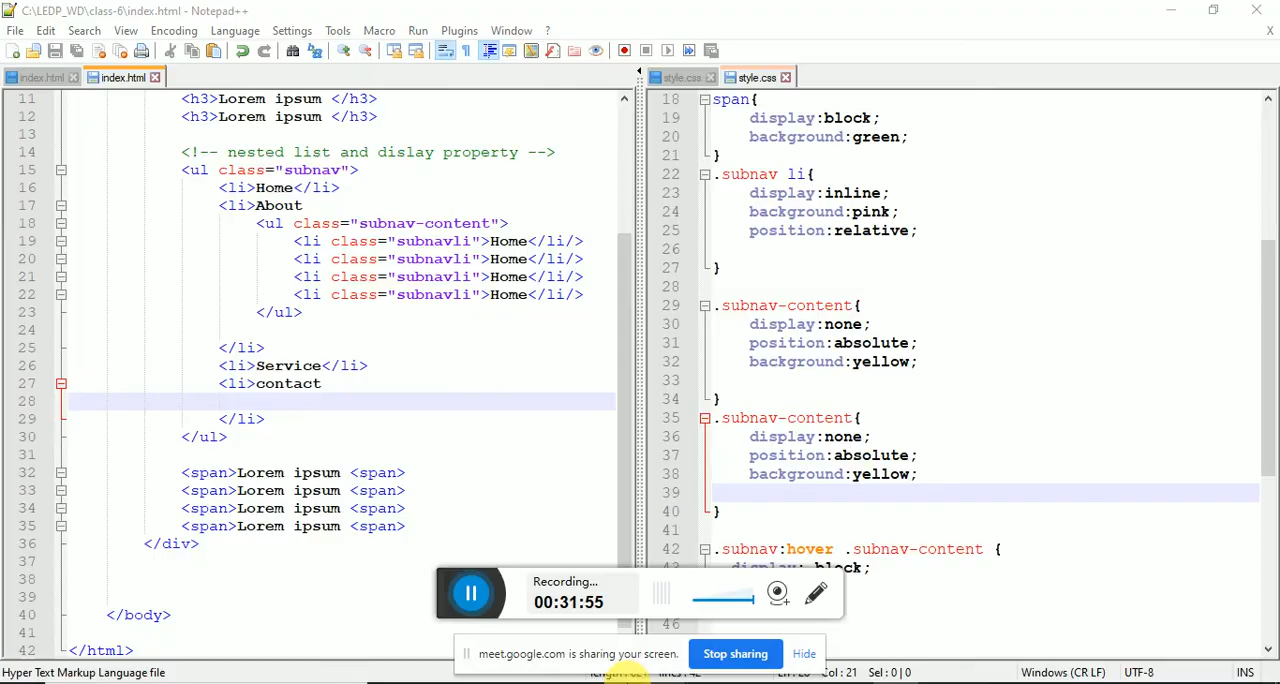 C:\LEDP_WD\class-6\index.html - Notepad++
File Edit Search View Encoding Language Settings Tools Macro Run Plugins Window ? X
index.html index.html style.css style.css
11 <h3>Lorem ipsum </h3>
12 <h3>Lorem ipsum </h3>
13
14 <!-- nested list and dislay property -->
15 <ul class="subnav">
16 <li>Home</li>
17 <li>About
18 <ul class="subnav-content">
19 <li class="subnavli">Home</li/>
20 <li class="subnavli">Home</li/>
21 <li class="subnavli">Home</li/>
22 <li class="subnavli">Home</li/>
23 </ul>
24
25 </li>
26 <li>Service</li>
27 <li>contact
28
29 </li>
30 </ul>
31
32 <span>Lorem ipsum <span>
33 <span>Lorem ipsum <span>
34 <span>Lorem ipsum <span>
35 <span>Lorem ipsum <span>
36 </div>
37
38
39
40 </body>
41
42 </html>
18 span{
19 display:block;
20 background:green;
21 }
22 .subnav li{
23 display:inline;
24 background:pink;
25 position:relative;
26
27 }
28
29 .subnav-content{
30 display:none;
31 position:absolute;
32 background:yellow;
33
34 }
35 .subnav-content{
36 display:none;
37 position:absolute;
38 background:yellow;
39
40 }
41
42 .subnav:hover .subnav-content {
display: block;
46
Recording...
00:31:55
meet.google.com is sharing your screen. Stop sharing Hide
Hyper Text Markup Language file Col : 21 Sel : 0 | 0 Windows (CR LF) UTF-8 INS